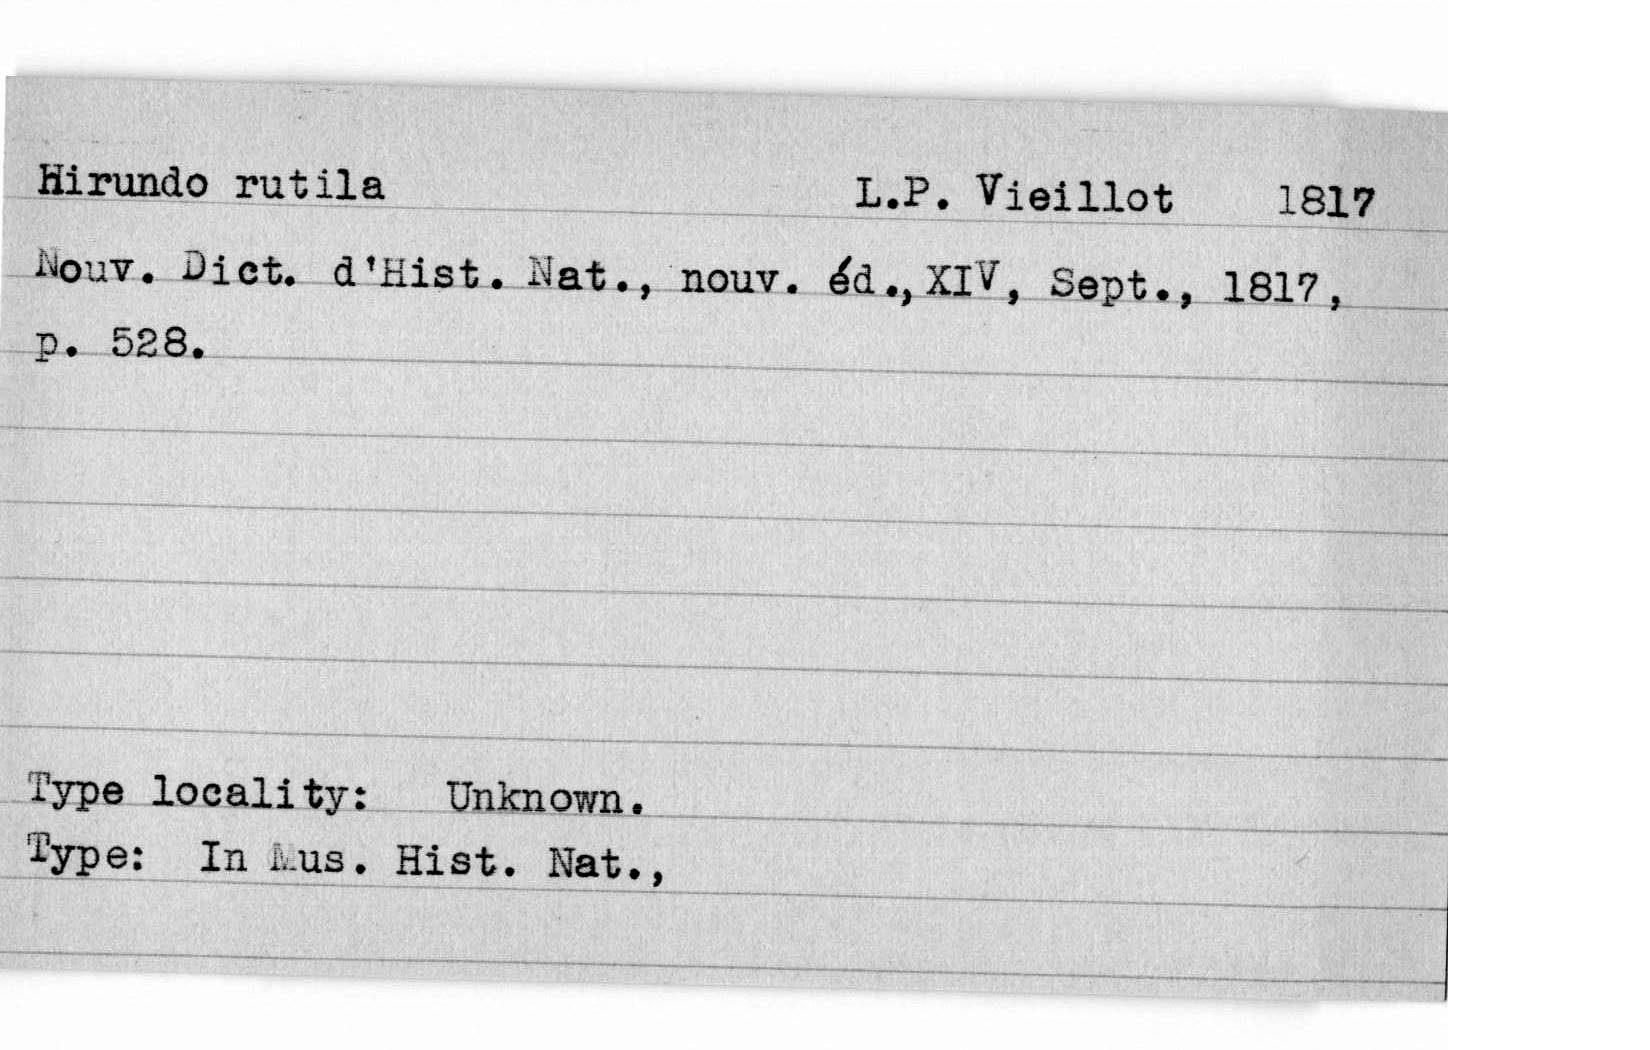 Hirundo rutila L.P. Vieillot 1817
Nouv. Dict. d'Hist. Nat., nouv. éd., XIV, Sept., 1817,
p. 528.
Type locality: Unknown.
Type: In Mus. Hist. Nat.,